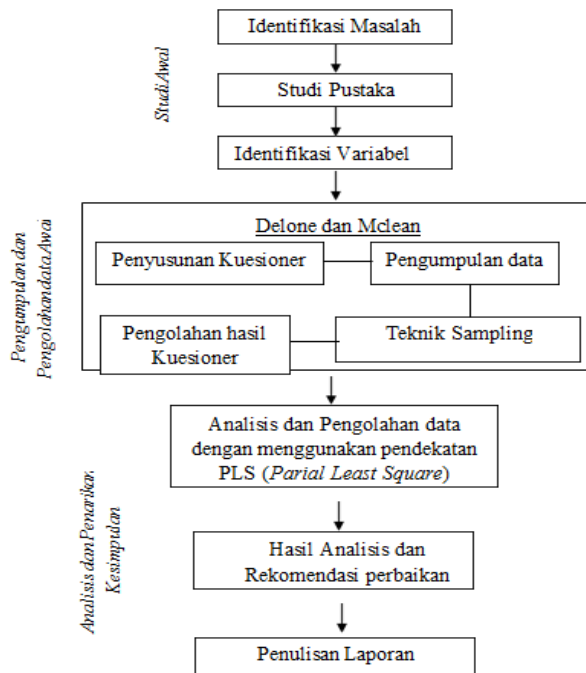 Identifikasi Masalah
Studi Pustaka
Identifikasi Variabel
StudiAwal
Delone dan Mclean
Penyusunan Kuesioner
Pengumpulan data
Pengolahan hasil
Kuesioner
Teknik Sampling
Pengumpulan dan
Pengolahan data Awal
Analisis dan Pengolahan data
dengan menggunakan pendekatan
PLS (Parial Least Square)
Hasil Analisis dan
Rekomendasi perbaikan
Penulisan Laporan
Analisis dan Penarikan
Kesimpulan